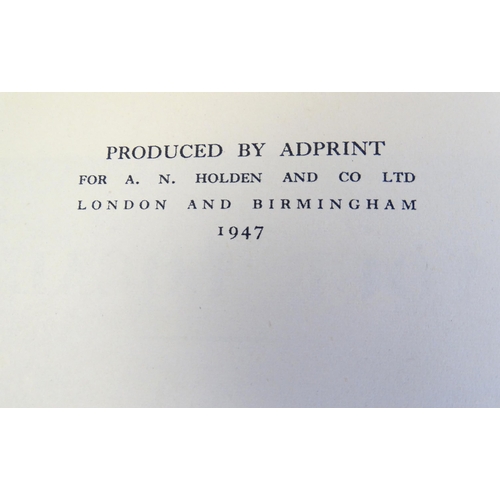 PRODUCED BY ADPRINT
FOR A. N. HOLDEN AND CO LTD
LONDON AND BIRMINGHAM
1947